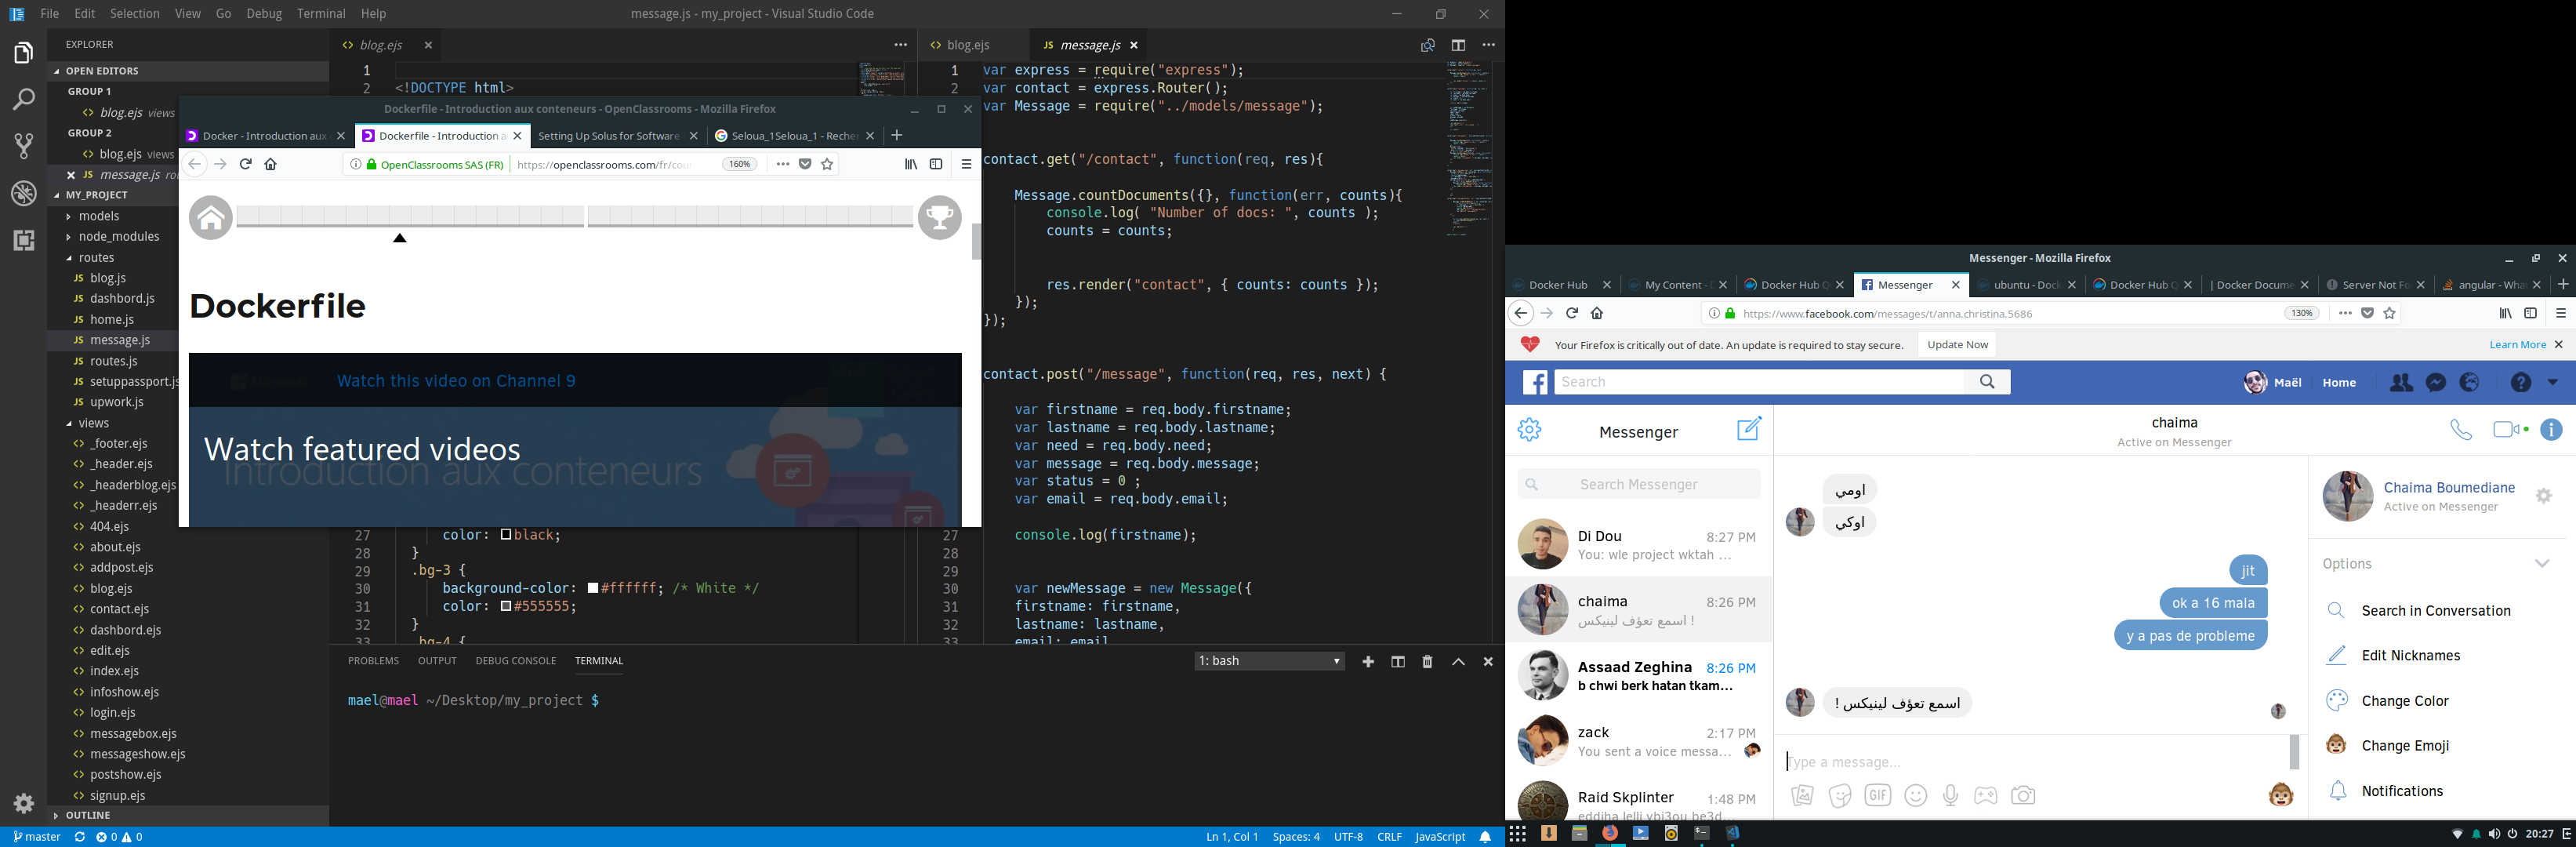 File Edit Selection View Go Debug Terminal Help
message.js - my_project - Visual Studio Code
EXPLORER
OPEN EDITORS
GROUP 1
blog.ejs views
GROUP 2
blog.ejs views
message.js
MY_PROJECT
models
node_modules
routes
blog.js
dashbord.js
home.js
message.js
routes.js
setuppassport.js
upwork.js
views
_footer.ejs
_header.ejs
_headerblog.ejs
_headerr.ejs
404.ejs
about.ejs
addpost.ejs
blog.ejs
contact.ejs
dashbord.ejs
edit.ejs
index.ejs
infoshow.ejs
login.ejs
messagebox.ejs
messageshow.ejs
postshow.ejs
signup.ejs
OUTLINE
blog.ejs
1
2 <!DOCTYPE html>
Dockerfile - Introduction aux conteneurs - OpenClassrooms - Mozilla Firefox
Docker - Introduction aux
Dockerfile - Introduction a
Setting Up Solus for Software
Seloua_1Seloua_1 - Recher
OpenClassrooms SAS (FR) https://openclassrooms.com/fr/cou 160%
Dockerfile
Watch this video on Channel 9
Watch featured videos
Introduction aux conteneurs
27 color: black;
28 }
29 .bg-3 {
30 background-color: #ffffff; /* White */
31 color: #555555;
32 }
33 .bg-4 {
blog.ejs
message.js
1 var express = require("express");
2 var contact = express.Router();
var Message = require("../models/message");
contact.get("/contact", function(req, res){
Message.countDocuments({}, function(err, counts){
console.log( "Number of docs: ", counts );
counts = counts;
res.render("contact", { counts: counts });
});
});
contact.post("/message", function(req, res, next) {
var firstname = req.body.firstname;
var lastname = req.body.lastname;
var need = req.body.need;
var message = req.body.message;
var status = 0 ;
var email = req.body.email;
27 console.log(firstname);
28
29
30 var newMessage = new Message({
31 firstname: firstname,
32 lastname: lastname,
33 email: email
PROBLEMS OUTPUT DEBUG CONSOLE TERMINAL
1: bash
mael@mael ~/Desktop/my_project $
master 0 0
Ln 1, Col 1 Spaces: 4 UTF-8 CRLF JavaScript
Messenger - Mozilla Firefox
Docker Hub
My Content -
Docker Hub Q
Messenger
ubuntu - Dock
Docker Hub Q
| Docker Docume
Server Not Fo
angular - Wha
https://www.facebook.com/messages/t/anna.christina.5686 130%
Your Firefox is critically out of date. An update is required to stay secure. Update Now Learn More
Search
Maël Home
Messenger
Search Messenger
Di Dou 8:27 PM
You: wle project wktah ...
chaima 8:26 PM
اسمع تعؤف لينيكس !
Assaad Zeghina 8:26 PM
b chwi berk hatan tkam...
zack 2:17 PM
You sent a voice messa...
Raid Skplinter 1:48 PM
eddiha lelli ybi3ou be3d
chaima
Active on Messenger
اومي
اوكي
jit
ok a 16 mala
y a pas de probleme
اسمع تعؤف لينيكس !
Type a message...
GIF
Chaima Boumediane
Active on Messenger
Options
Search in Conversation
Edit Nicknames
Change Color
Change Emoji
Notifications
20:27